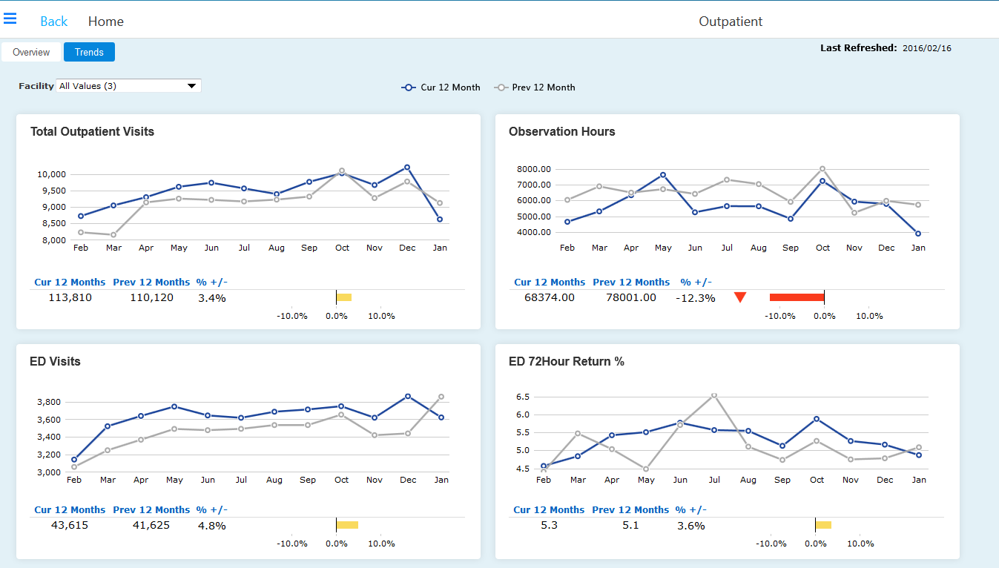 Back Home Outpatient
Overview Trends Last Refreshed: 2016/02/16
Facility All Values (3) Cur 12 Month Prev 12 Month
Total Outpatient Visits
10,000
9,500
9,000
8,500
8,000
Feb Mar Apr May Jun Jul Aug Sep Oct Nov Dec Jan
Cur 12 Months Prev 12 Months % +/-
113,810 110,120 3.4%
-10.0% 0.0% 10.0%
Observation Hours
8000.00
7000.00
6000.00
5000.00
4000.00
Feb Mar Apr May Jun Jul Aug Sep Oct Nov Dec Jan
Cur 12 Months Prev 12 Months % +/-
68374.00 78001.00 -12.3%
-10.0% 0.0% 10.0%
ED Visits
3,800
3,600
3,400
3,200
3,000
Feb Mar Apr May Jun Jul Aug Sep Oct Nov Dec Jan
Cur 12 Months Prev 12 Months % +/-
43,615 41,625 4.8%
-10.0% 0.0% 10.0%
ED 72Hour Return %
6.5
6.0
5.5
5.0
4.5
Feb Mar Apr May Jun Jul Aug Sep Oct Nov Dec Jan
Cur 12 Months Prev 12 Months % +/-
5.3 5.1 3.6%
-10.0% 0.0% 10.0%